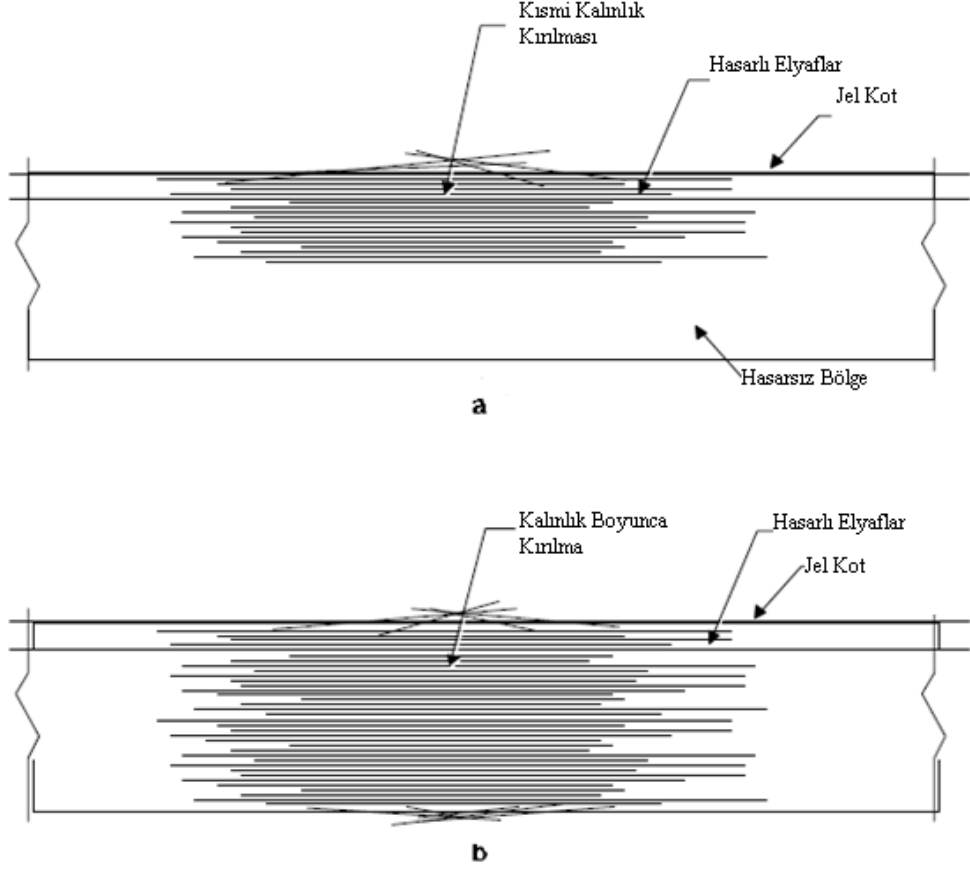 Kısmi Kalınlık
Kırılması
Hasarlı Elyaflar
Jel Kot
Hasarsız Bölge
a
Kalınlık Boyunca
Kırılma
Hasarlı Elyaflar
Jel Kot
b